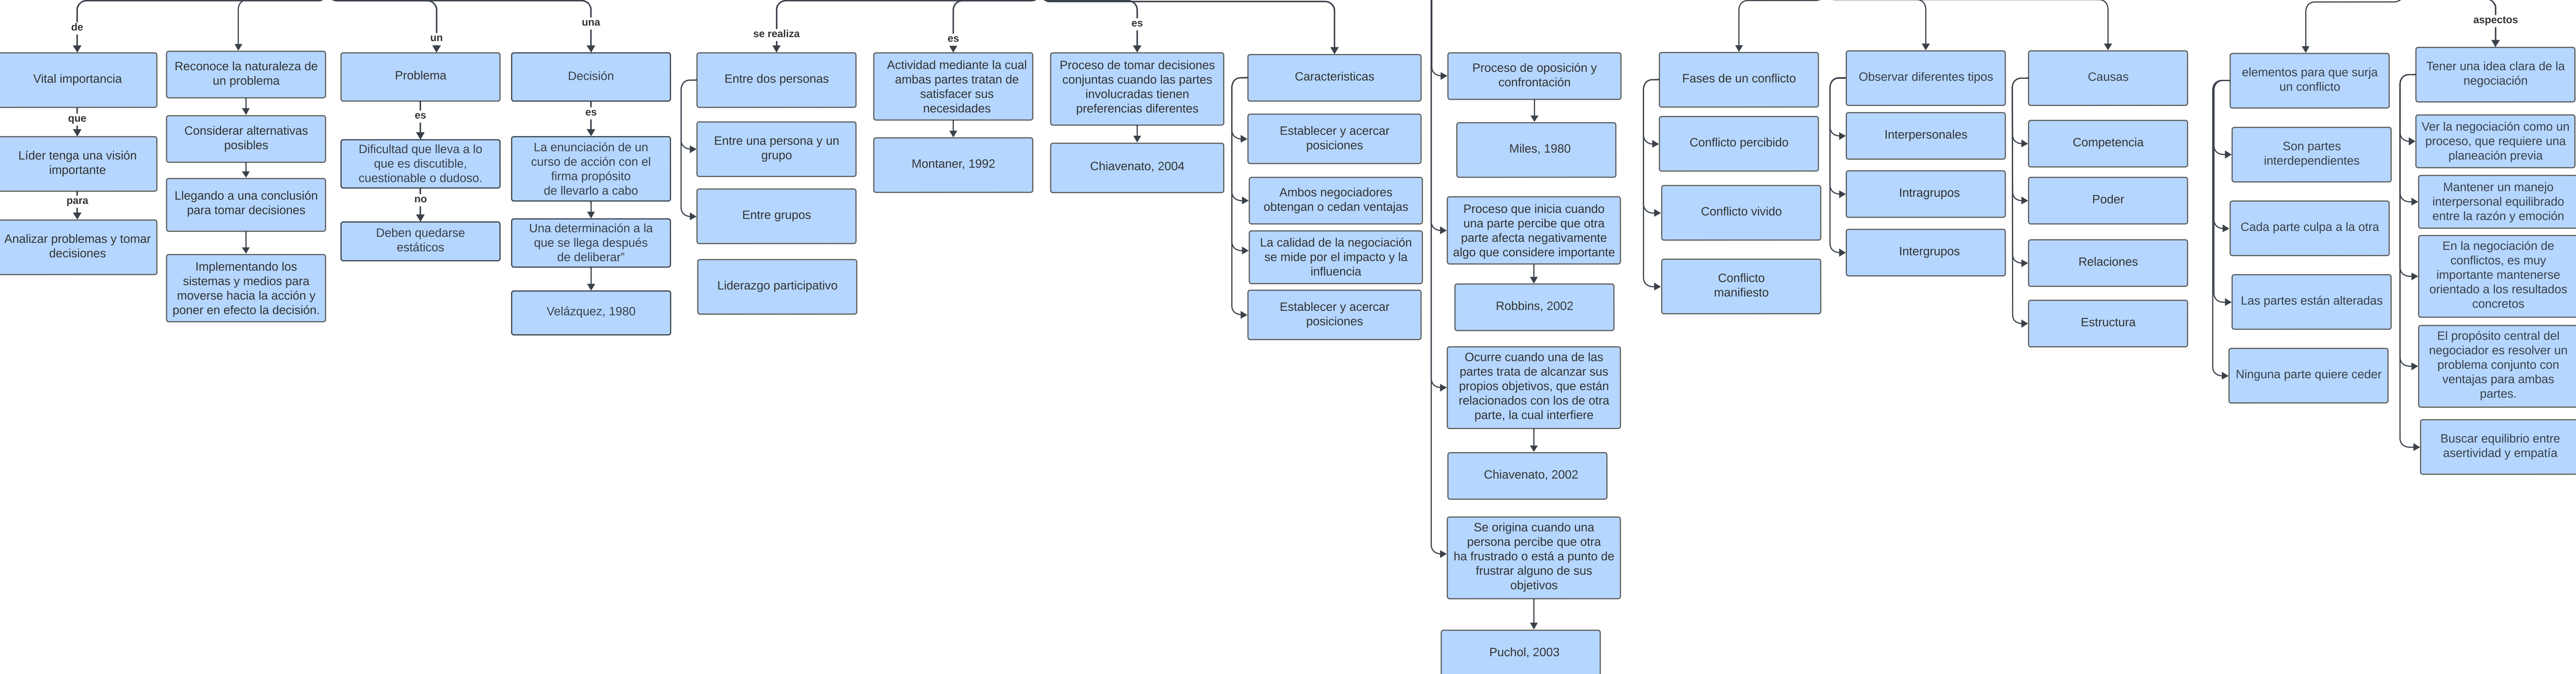 de
Vital importancia
que
Líder tenga una visión
importante
para
Analizar problemas y tomar
decisiones
Reconoce la naturaleza de
un problema
Considerar alternativas
posibles
Llegando a una conclusión
para tomar decisiones
Implementando los
sistemas y medios para
moverse hacia la acción y
poner en efecto la decisión.
un
Problema
es
Dificultad que lleva a lo
que es discutible,
cuestionable o dudoso.
no
Deben quedarse
estáticos
una
Decisión
es
La enunciación de un
curso de acción con el
firma propósito
de llevarlo a cabo
Una determinación a la
que se llega después
de deliberar”
Velázquez, 1980
se realiza
Entre dos personas
Entre una persona y un
grupo
Entre grupos
Liderazgo participativo
es
Actividad mediante la cual
ambas partes tratan de
satisfacer sus
necesidades
Montaner, 1992
es
Proceso de tomar decisiones
conjuntas cuando las partes
involucradas tienen
preferencias diferentes
Chiavenato, 2004
Caracteristicas
Establecer y acercar
posiciones
Ambos negociadores
obtengan o cedan ventajas
La calidad de la negociación
se mide por el impacto y la
influencia
Establecer y acercar
posiciones
Proceso de oposición y
confrontación
Miles, 1980
Proceso que inicia cuando
una parte percibe que otra
parte afecta negativamente
algo que considere importante
Robbins, 2002
Ocurre cuando una de las
partes trata de alcanzar sus
propios objetivos, que están
relacionados con los de otra
parte, la cual interfiere
Chiavenato, 2002
Se origina cuando una
persona percibe que otra
ha frustrado o está a punto de
frustrar alguno de sus
objetivos
Puchol, 2003
Fases de un conflicto
Conflicto percibido
Conflicto vivido
Conflicto
manifiesto
Observar diferentes tipos
Interpersonales
Intragrupos
Intergrupos
Causas
Competencia
Poder
Relaciones
Estructura
elementos para que surja
un conflicto
Son partes
interdependientes
Cada parte culpa a la otra
Las partes están alteradas
Ninguna parte quiere ceder
aspectos
Tener una idea clara de la
negociación
Ver la negociación como un
proceso, que requiere una
planeación previa
Mantener un manejo
interpersonal equilibrado
entre la razón y emoción
En la negociación de
conflictos, es muy
importante mantenerse
orientado a los resultados
concretos
El propósito central del
negociador es resolver un
problema conjunto con
ventajas para ambas
partes.
Buscar equilibrio entre
asertividad y empatía